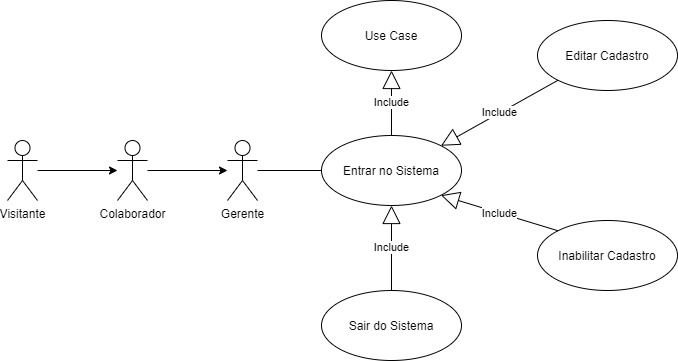 Use Case
Editar Cadastro
Include
Include
Entrar no Sistema
Visitante
Colaborador
Gerente
Include
Include
Inabilitar Cadastro
Sair do Sistema